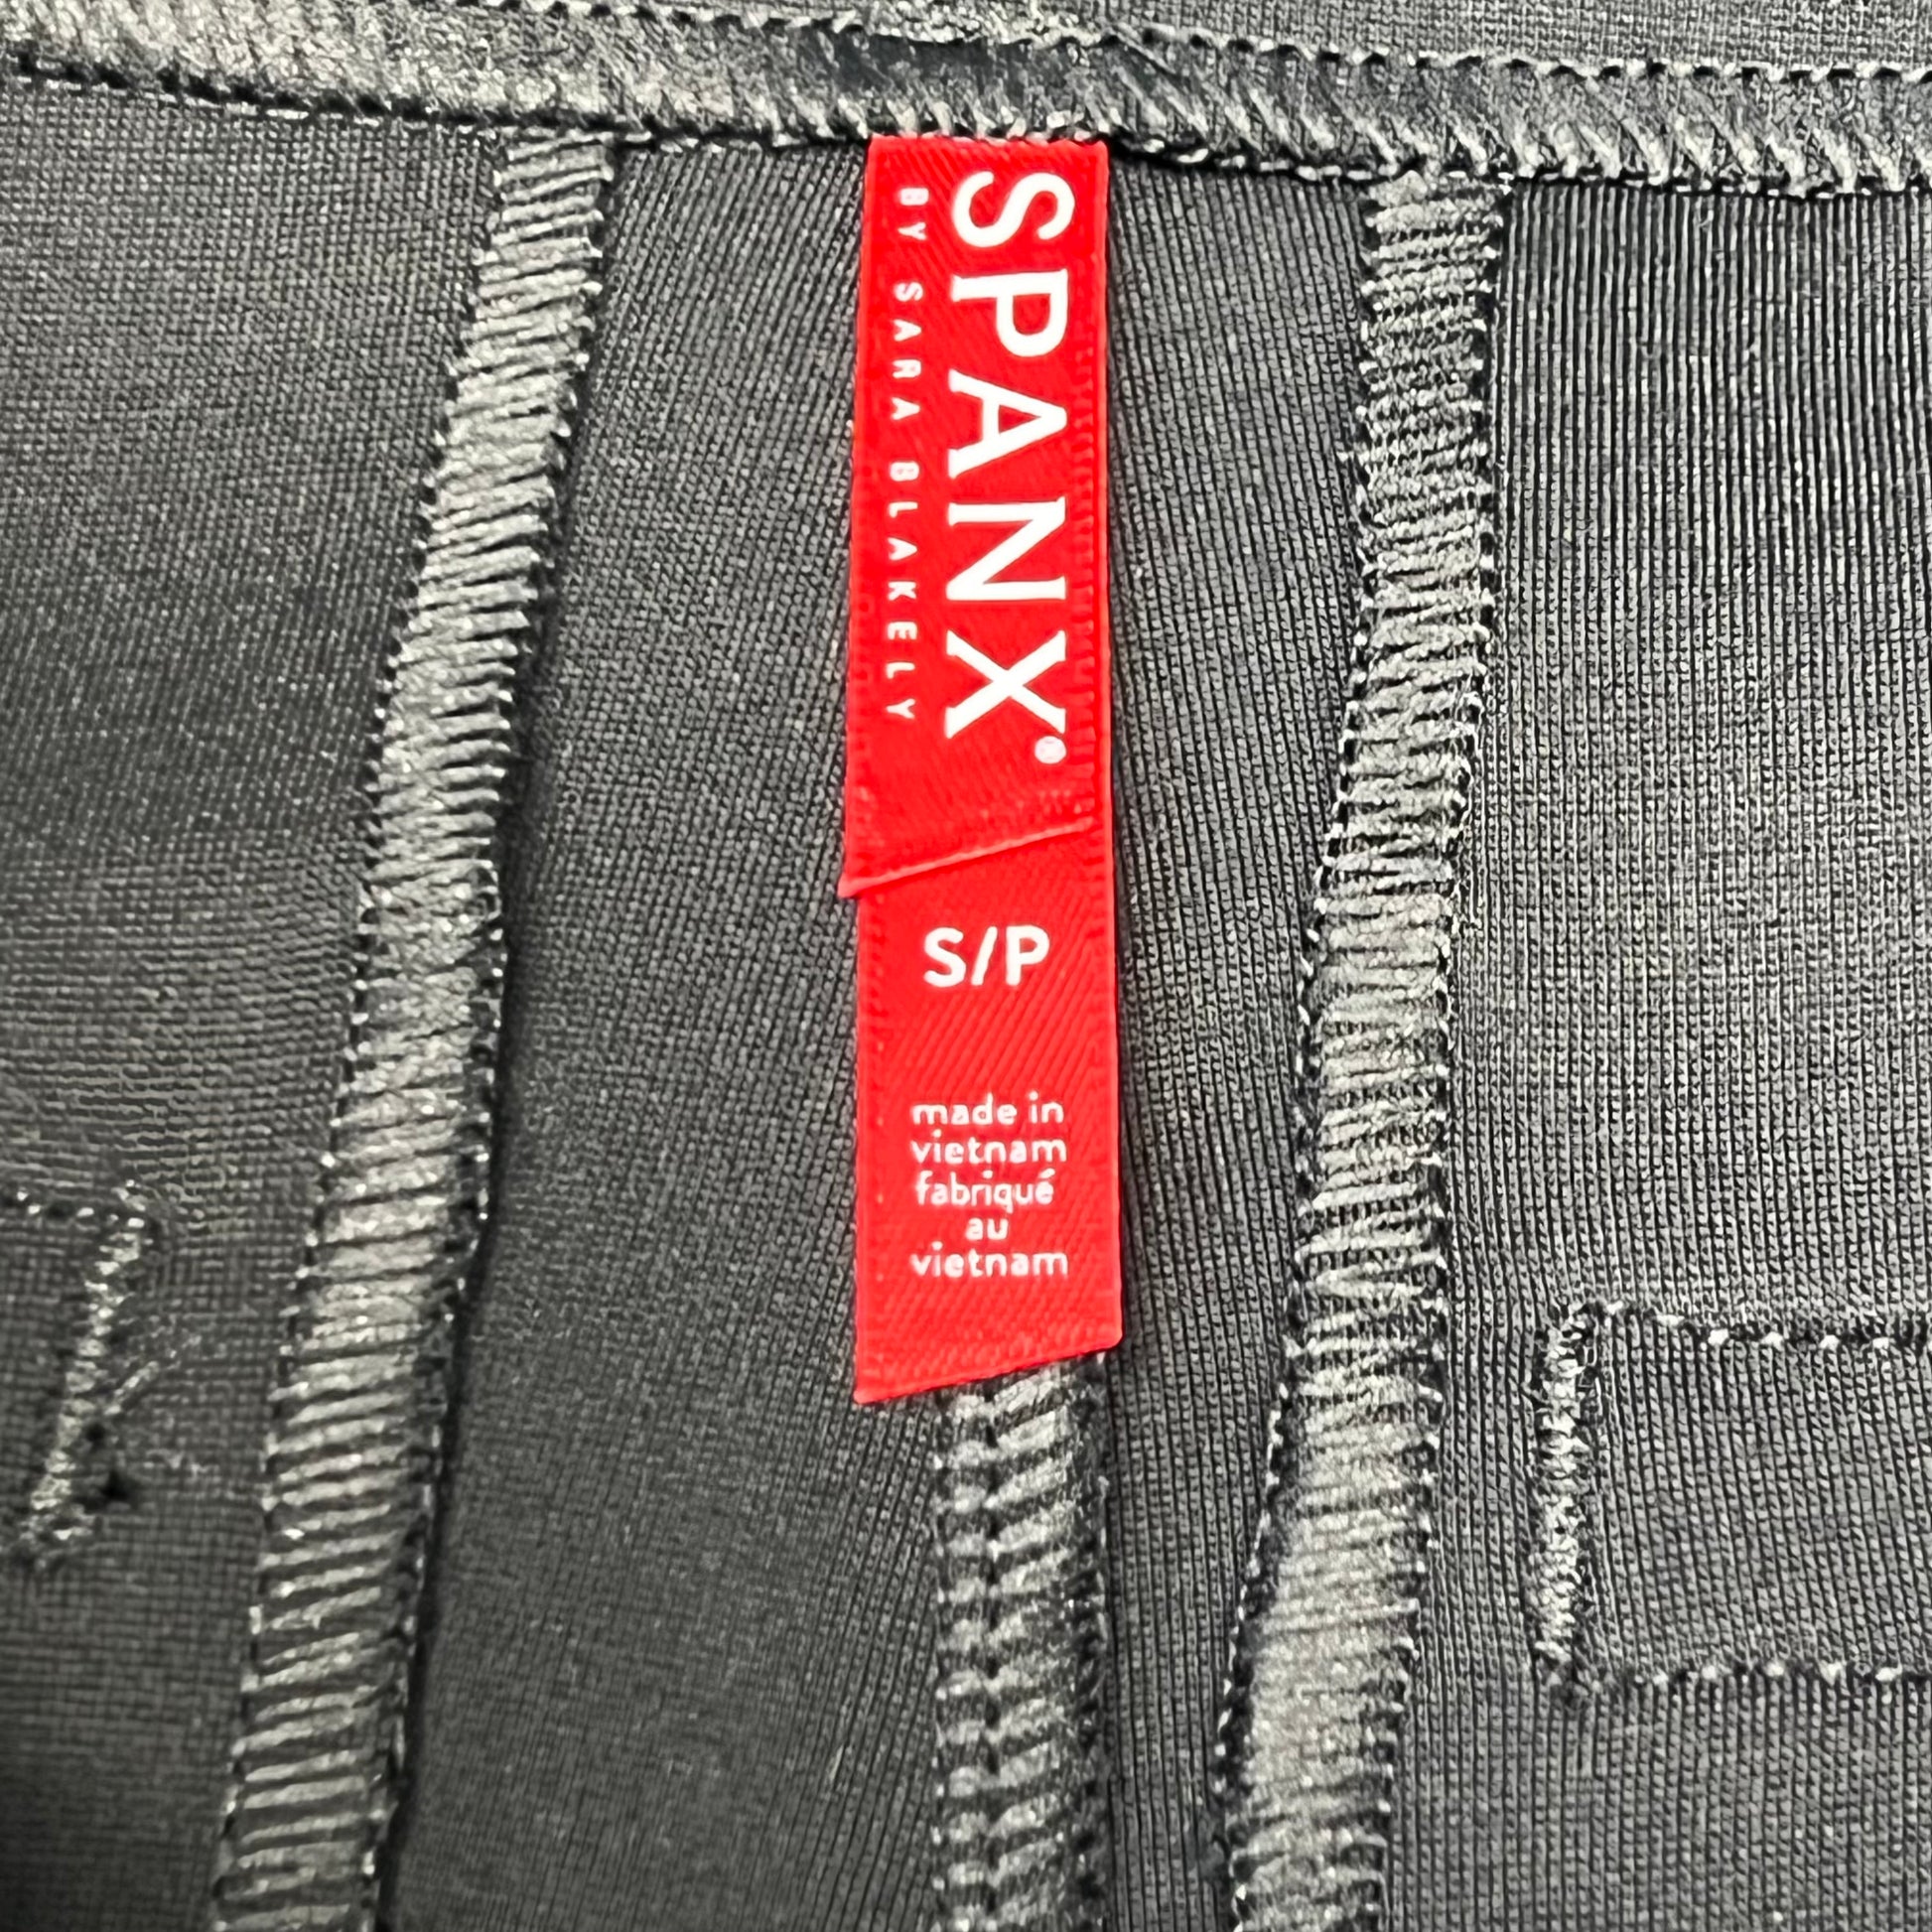 SPANX®
BY SARA BLAKELY
S/P
made in
vietnam
fabriqué
au
vietnam